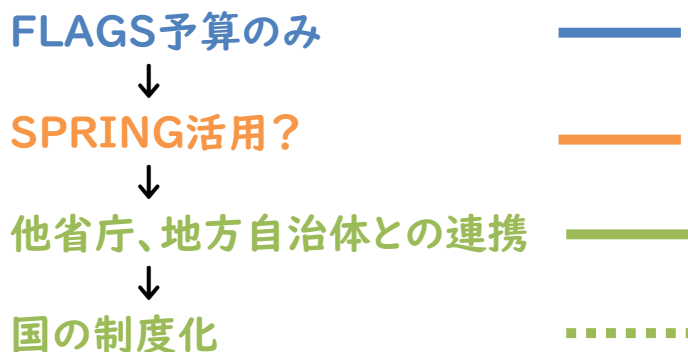 FLAGS予算のみ
↓
SPRING活用？
↓
他省庁、地方自治体との連携
↓
国の制度化